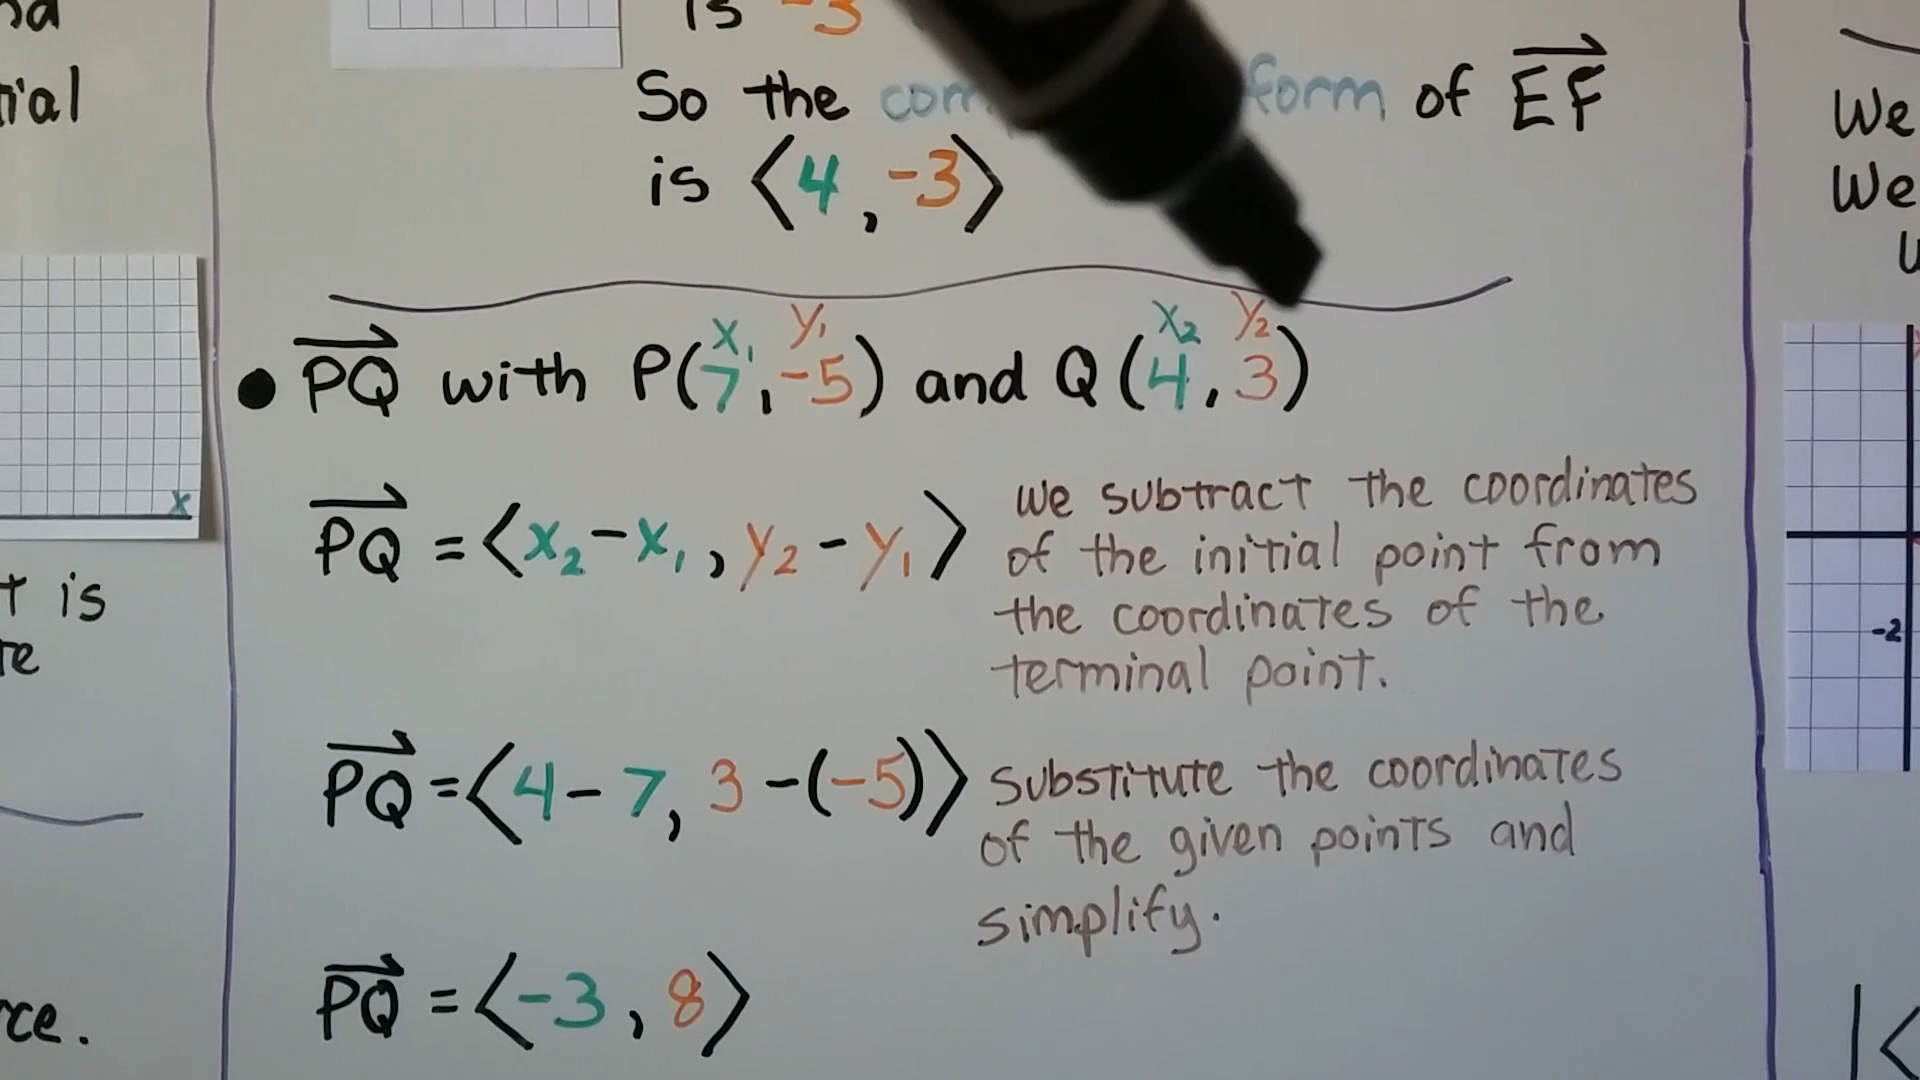 is -3
So the form of EF
is ⟨4, -3⟩
x₁ y₁ x₂ y₂
• PQ with P(7, -5) and Q(4, 3)
PQ = ⟨x₂ - x₁, y₂ - y₁⟩
we subtract the coordinates
of the initial point from
the coordinates of the
terminal point.
PQ = ⟨4 - 7, 3 - (-5)⟩
substitute the coordinates
of the given points and
simplify.
PQ = ⟨-3, 8⟩
x
is
We
We
-2